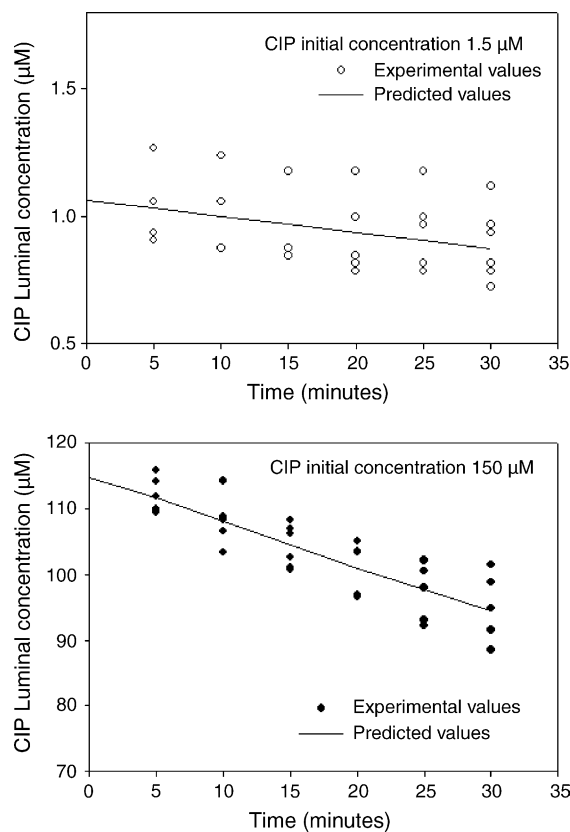 CIP initial concentration 1.5 µM
Experimental values
Predicted values
CIP Luminal concentration (µM)
1.5
1.0
0.5
0 5 10 15 20 25 30 35
Time (minutes)
CIP initial concentration 150 µM
CIP Luminal concentration (µM)
120
110
100
90
80
70
Experimental values
Predicted values
0 5 10 15 20 25 30 35
Time (minutes)